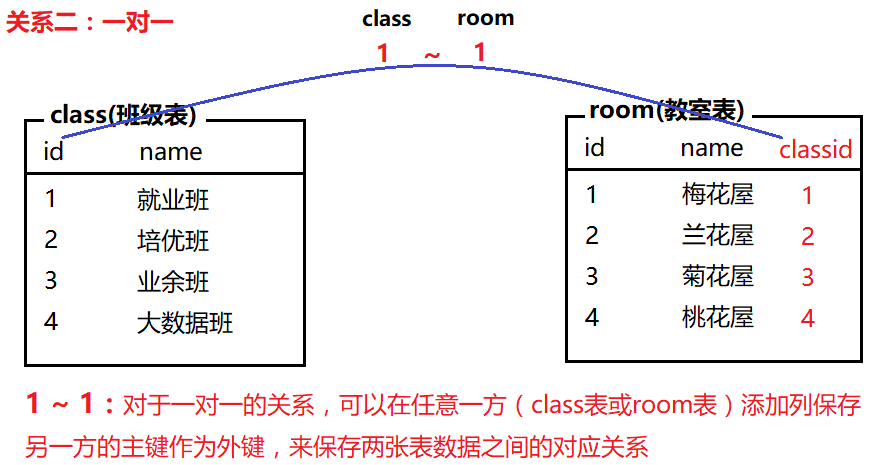 关系二：一对一
class room
1 ~ 1
class(班级表)
id name
1 就业班
2 培优班
3 业余班
4 大数据班
room(教室表)
id name classid
1 梅花屋 1
2 兰花屋 2
3 菊花屋 3
4 桃花屋 4
1 ~ 1：对于一对一的关系，可以在任意一方（class表或room表）添加列保存
另一方的主键作为外键，来保存两张表数据之间的对应关系